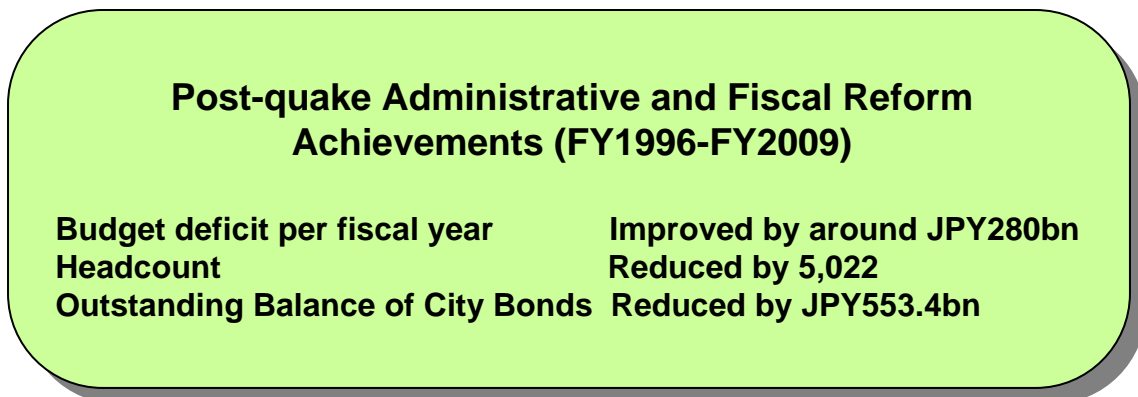 Post-quake Administrative and Fiscal Reform
Achievements (FY1996-FY2009)
Budget deficit per fiscal year Improved by around JPY280bn
Headcount Reduced by 5,022
Outstanding Balance of City Bonds Reduced by JPY553.4bn